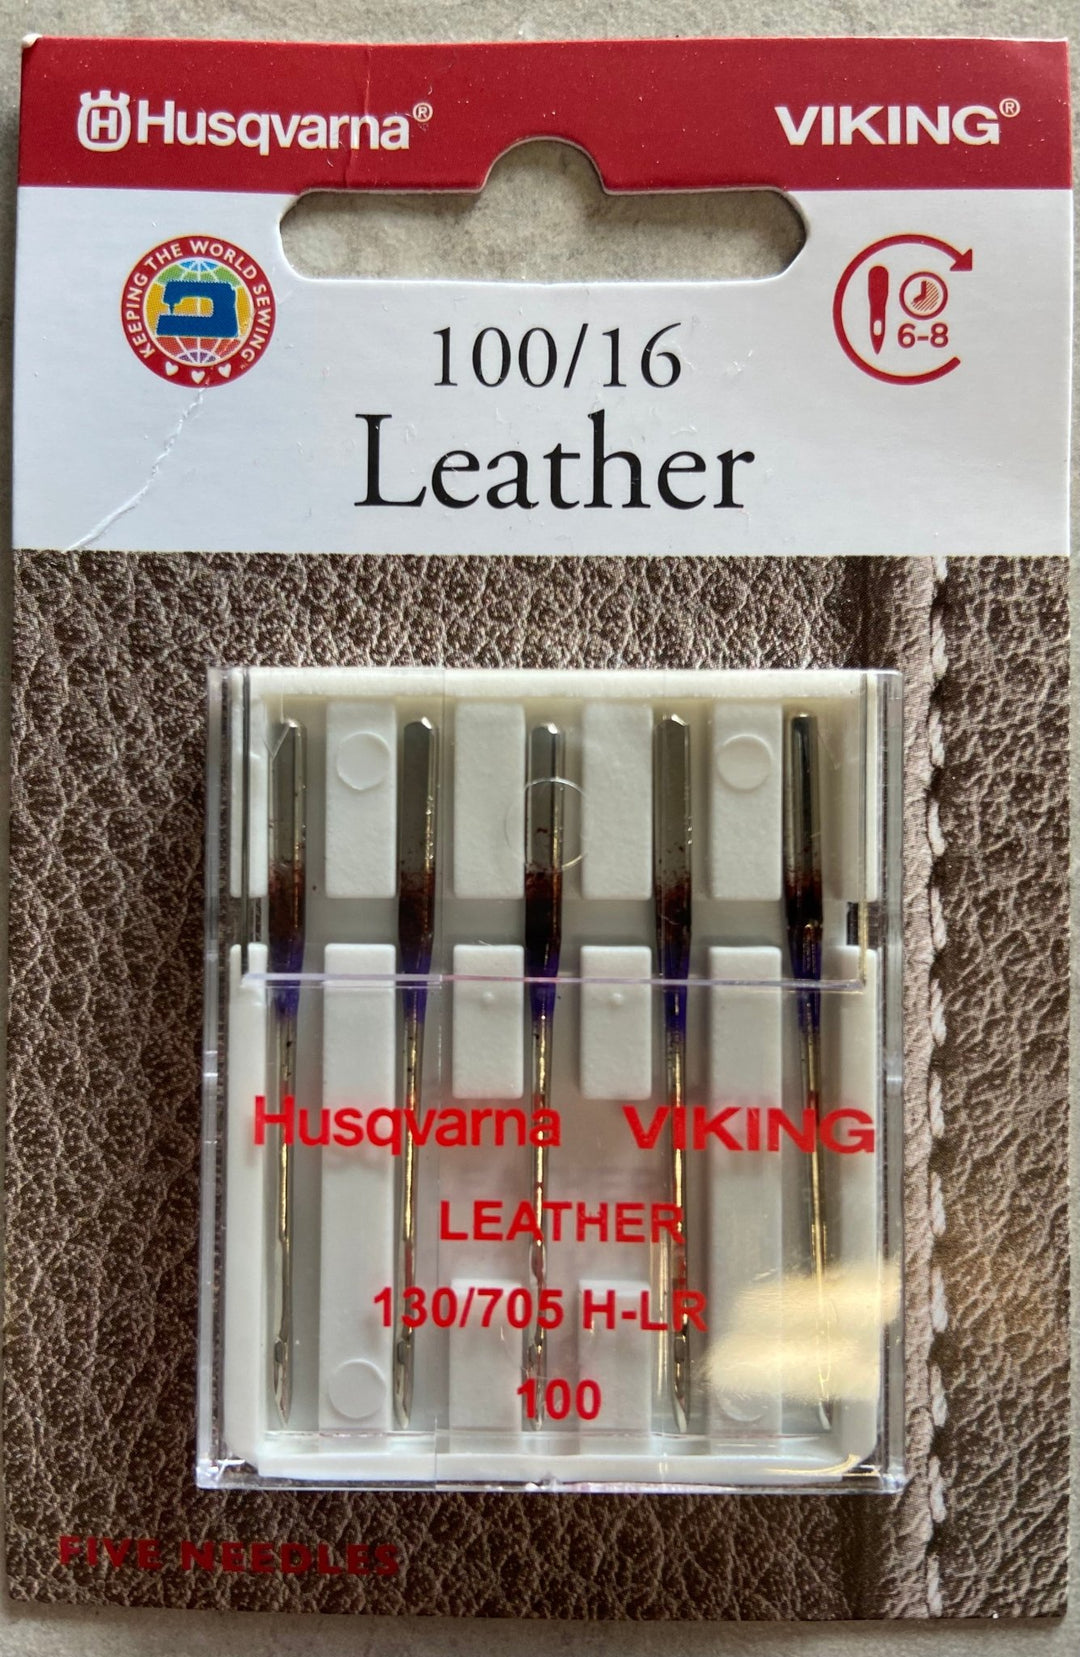 Husqvarna® VIKING®
KEEPING THE WORLD SEWING™
6-8
100/16
Leather
Husqvarna VIKING
LEATHER
130/705 H-LR
100
FIVE NEEDLES